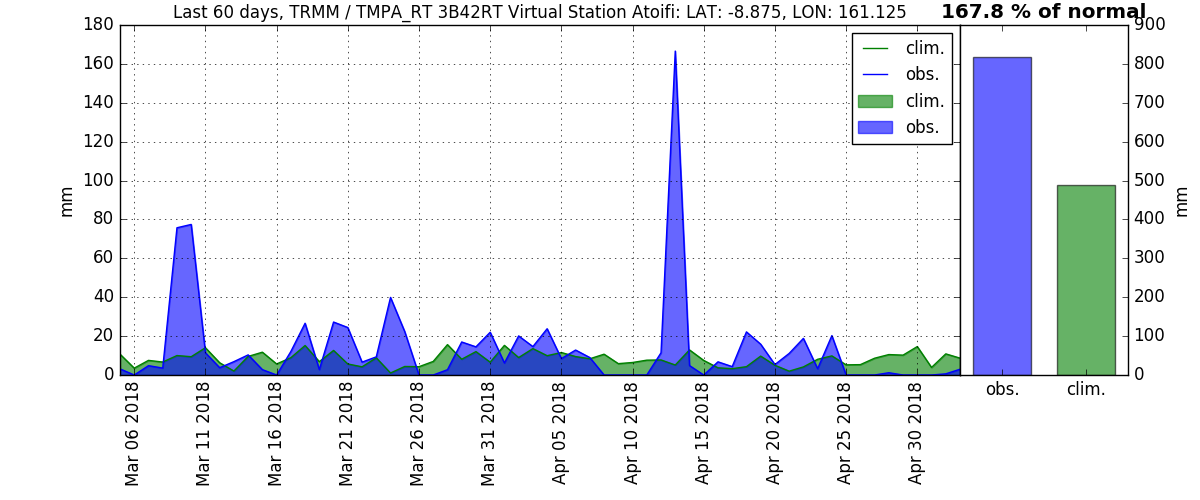 Last 60 days, TRMM / TMPA_RT 3B42RT Virtual Station Atoifi: LAT: -8.875, LON: 161.125
167.8 % of normal
180
160
140
120
100
80
60
40
20
0
mm
clim.
obs.
clim.
obs.
900
800
700
600
500
400
300
200
100
0
mm
Mar 06 2018
Mar 11 2018
Mar 16 2018
Mar 21 2018
Mar 26 2018
Mar 31 2018
Apr 05 2018
Apr 10 2018
Apr 15 2018
Apr 20 2018
Apr 25 2018
Apr 30 2018
obs.
clim.